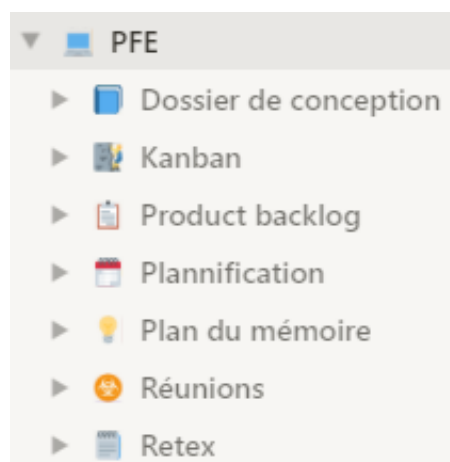 PFE
Dossier de conception
Kanban
Product backlog
Plannification
Plan du mémoire
Réunions
Retex